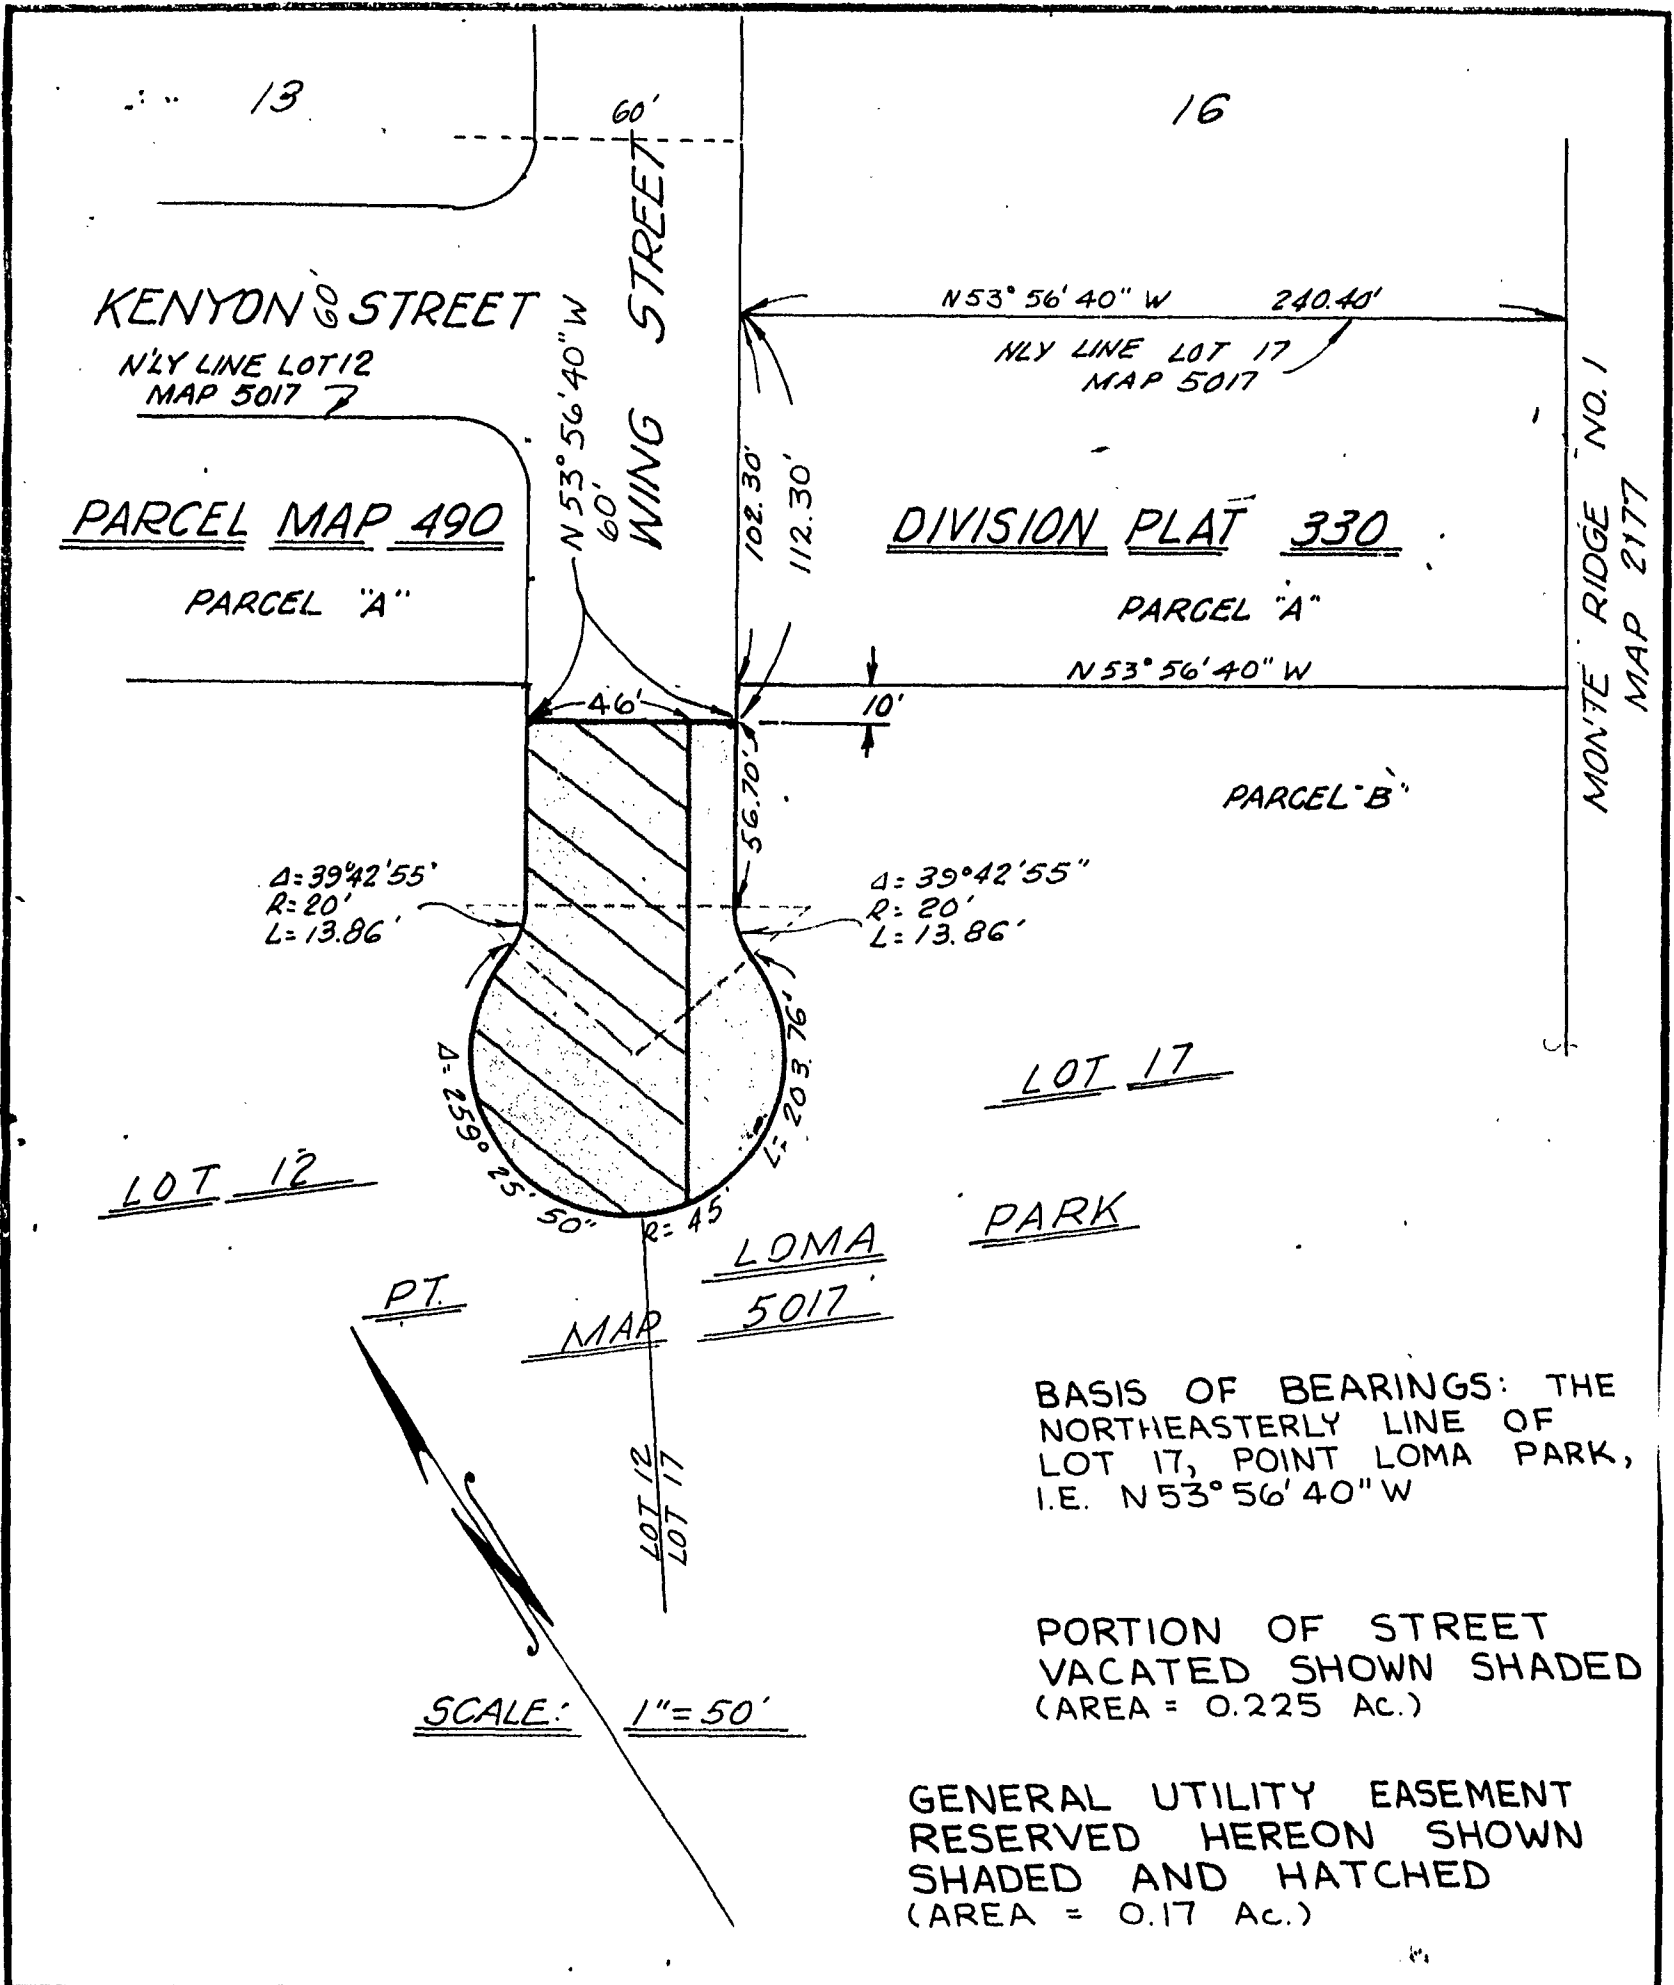 13
60'
16
WING STREET
KENYON 60' STREET
N'LY LINE LOT 12
MAP 5017
N 53° 56' 40" W
60'
N 53° 56' 40" W 240.40'
NLY LINE LOT 17
MAP 5017
102.30'
112.30'
PARCEL MAP 490
PARCEL "A"
DIVISION PLAT 330
PARCEL "A"
MONTE RIDGE NO. 1
MAP 2177
N 53° 56' 40" W
46'
10'
56.70'
PARCEL "B"
Δ=39°42'55"
R=20'
L=13.86'
Δ=39°42'55"
R=20'
L=13.86'
Δ=259° 25' 50"
R=45'
L=203.76'
LOT 17
LOT 12
PT. LOMA PARK
MAP 5017
LOT 12
LOT 17
BASIS OF BEARINGS: THE
NORTHEASTERLY LINE OF
LOT 17, POINT LOMA PARK,
I.E. N 53° 56' 40" W
PORTION OF STREET
VACATED SHOWN SHADED
(AREA = 0.225 AC.)
SCALE: 1"=50'
GENERAL UTILITY EASEMENT
RESERVED HEREON SHOWN
SHADED AND HATCHED
(AREA = 0.17 AC.)